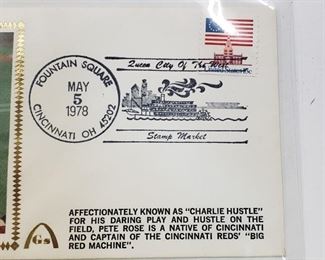 FOUNTAIN SQUARE
MAY
5
1978
CINCINNATI OH 45202
Queen City Of The West
Stamp Market
GS
AFFECTIONATELY KNOWN AS "CHARLIE HUSTLE"
FOR HIS DARING PLAY AND HUSTLE ON THE
FIELD, PETE ROSE IS A NATIVE OF CINCINNATI
AND CAPTAIN OF THE CINCINNATI REDS' "BIG
RED MACHINE".